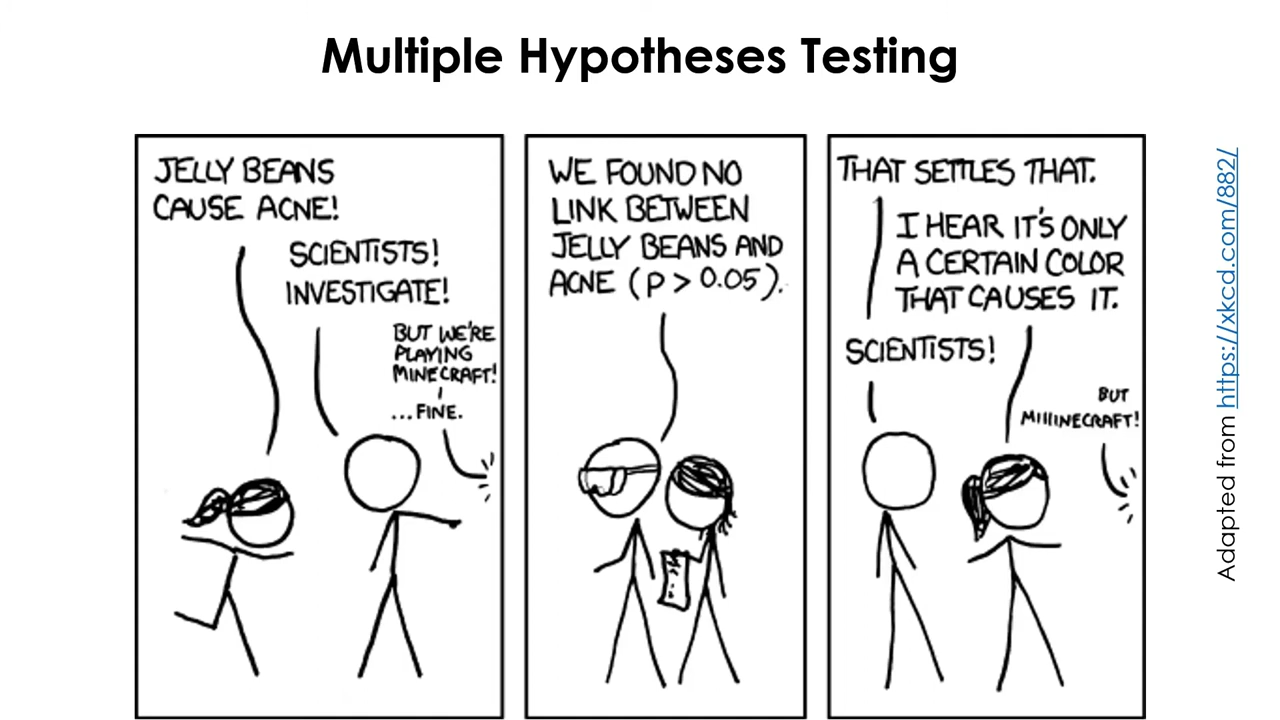 Multiple Hypotheses Testing
JELLY BEANS
CAUSE ACNE!
SCIENTISTS!
INVESTIGATE!
BUT WE'RE
PLAYING
MINECRAFT!
...FINE.
WE FOUND NO
LINK BETWEEN
JELLY BEANS AND
ACNE (P > 0.05).
THAT SETTLES THAT.
I HEAR IT'S ONLY
A CERTAIN COLOR
THAT CAUSES IT.
SCIENTISTS!
BUT
MIIIINECRAFT!
Adapted from https://xkcd.com/882/